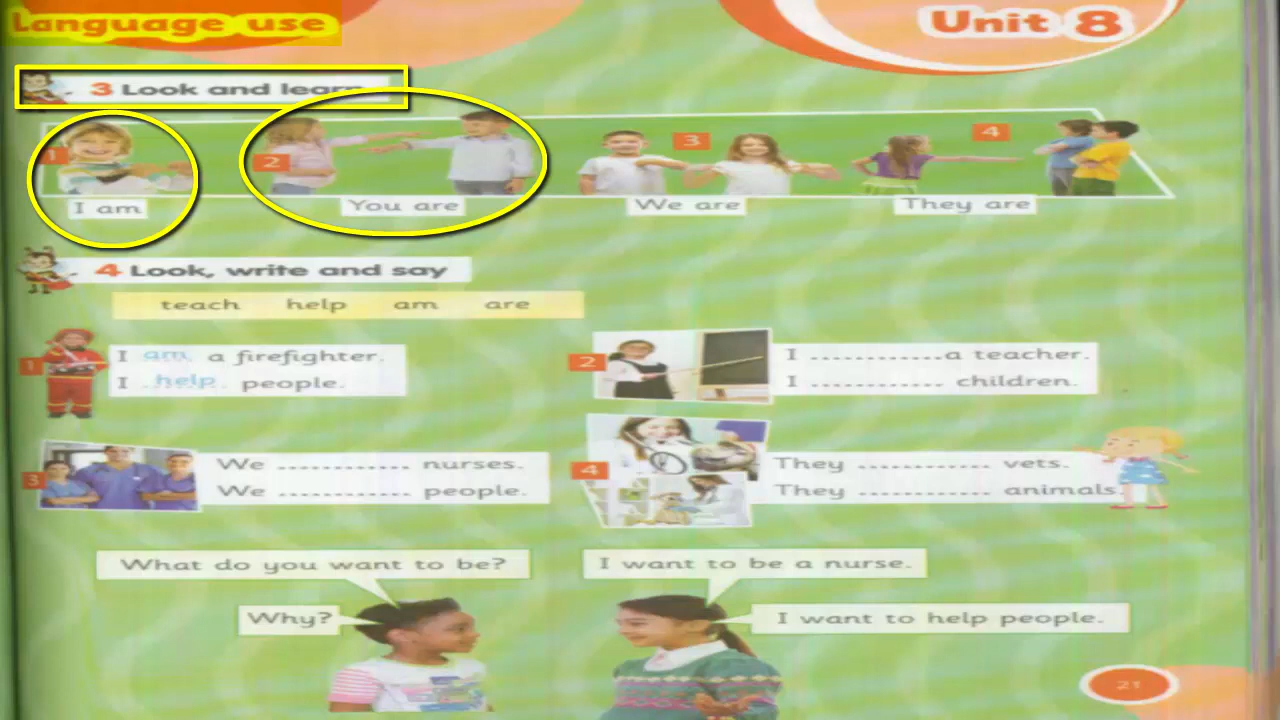 Language use
Unit 8
3 Look and learn
1
2
3
4
I am
You are
We are
They are
4 Look, write and say
teach help am are
1
I am a firefighter.
I help people.
2
I ............a teacher.
I ............ children.
3
We ............ nurses.
We ............ people.
4
They ............ vets.
They ............ animals.
What do you want to be?
I want to be a nurse.
Why?
I want to help people.
21